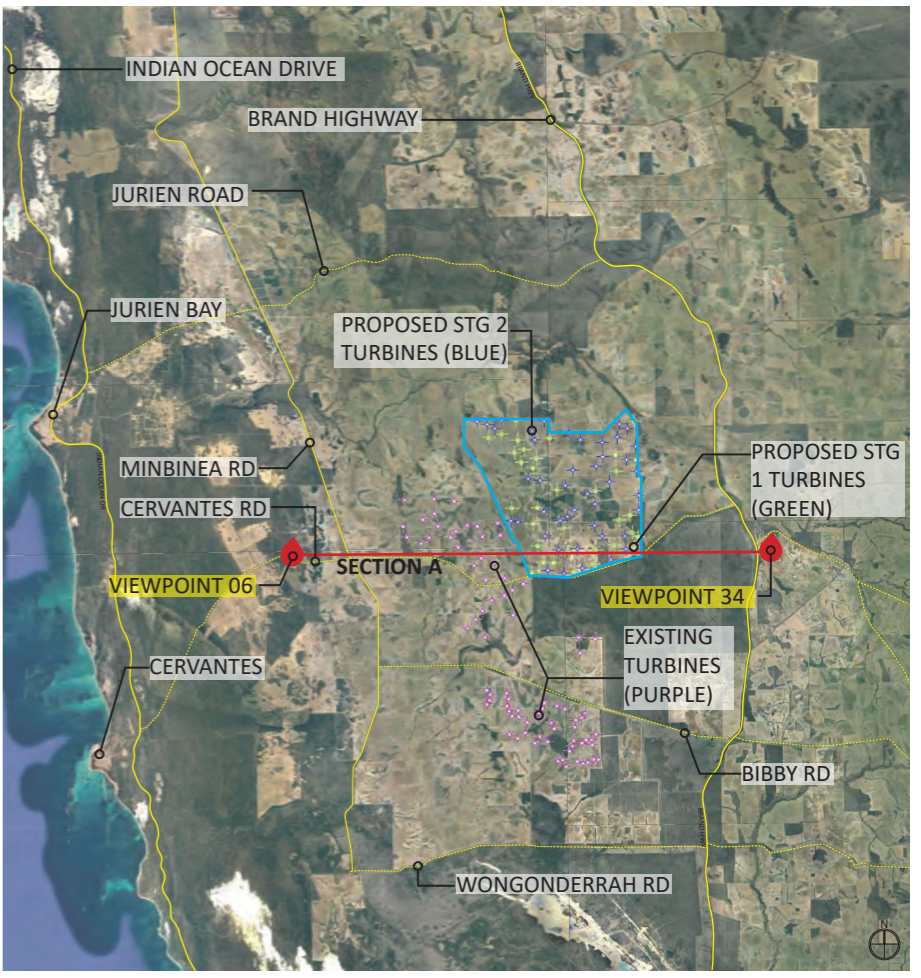 INDIAN OCEAN DRIVE
BRAND HIGHWAY
JURIEN ROAD
JURIEN BAY
PROPOSED STG 2
TURBINES (BLUE)
MINBINEA RD
PROPOSED STG
1 TURBINES
(GREEN)
CERVANTES RD
SECTION A
VIEWPOINT 06
VIEWPOINT 34
EXISTING
TURBINES
(PURPLE)
CERVANTES
BIBBY RD
WONGONDERRAH RD
N